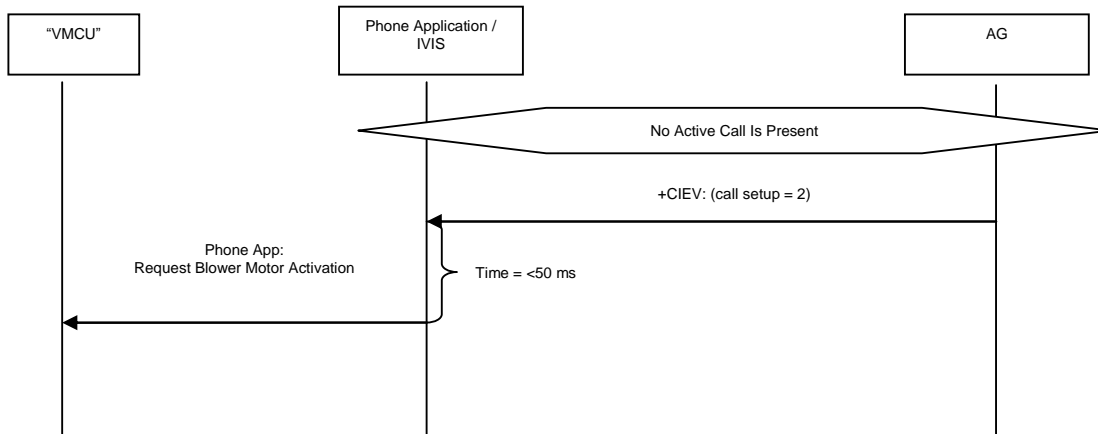 “VMCU”
Phone Application /
IVIS
AG
No Active Call Is Present
+CIEV: (call setup = 2)
Phone App:
Request Blower Motor Activation
Time = <50 ms